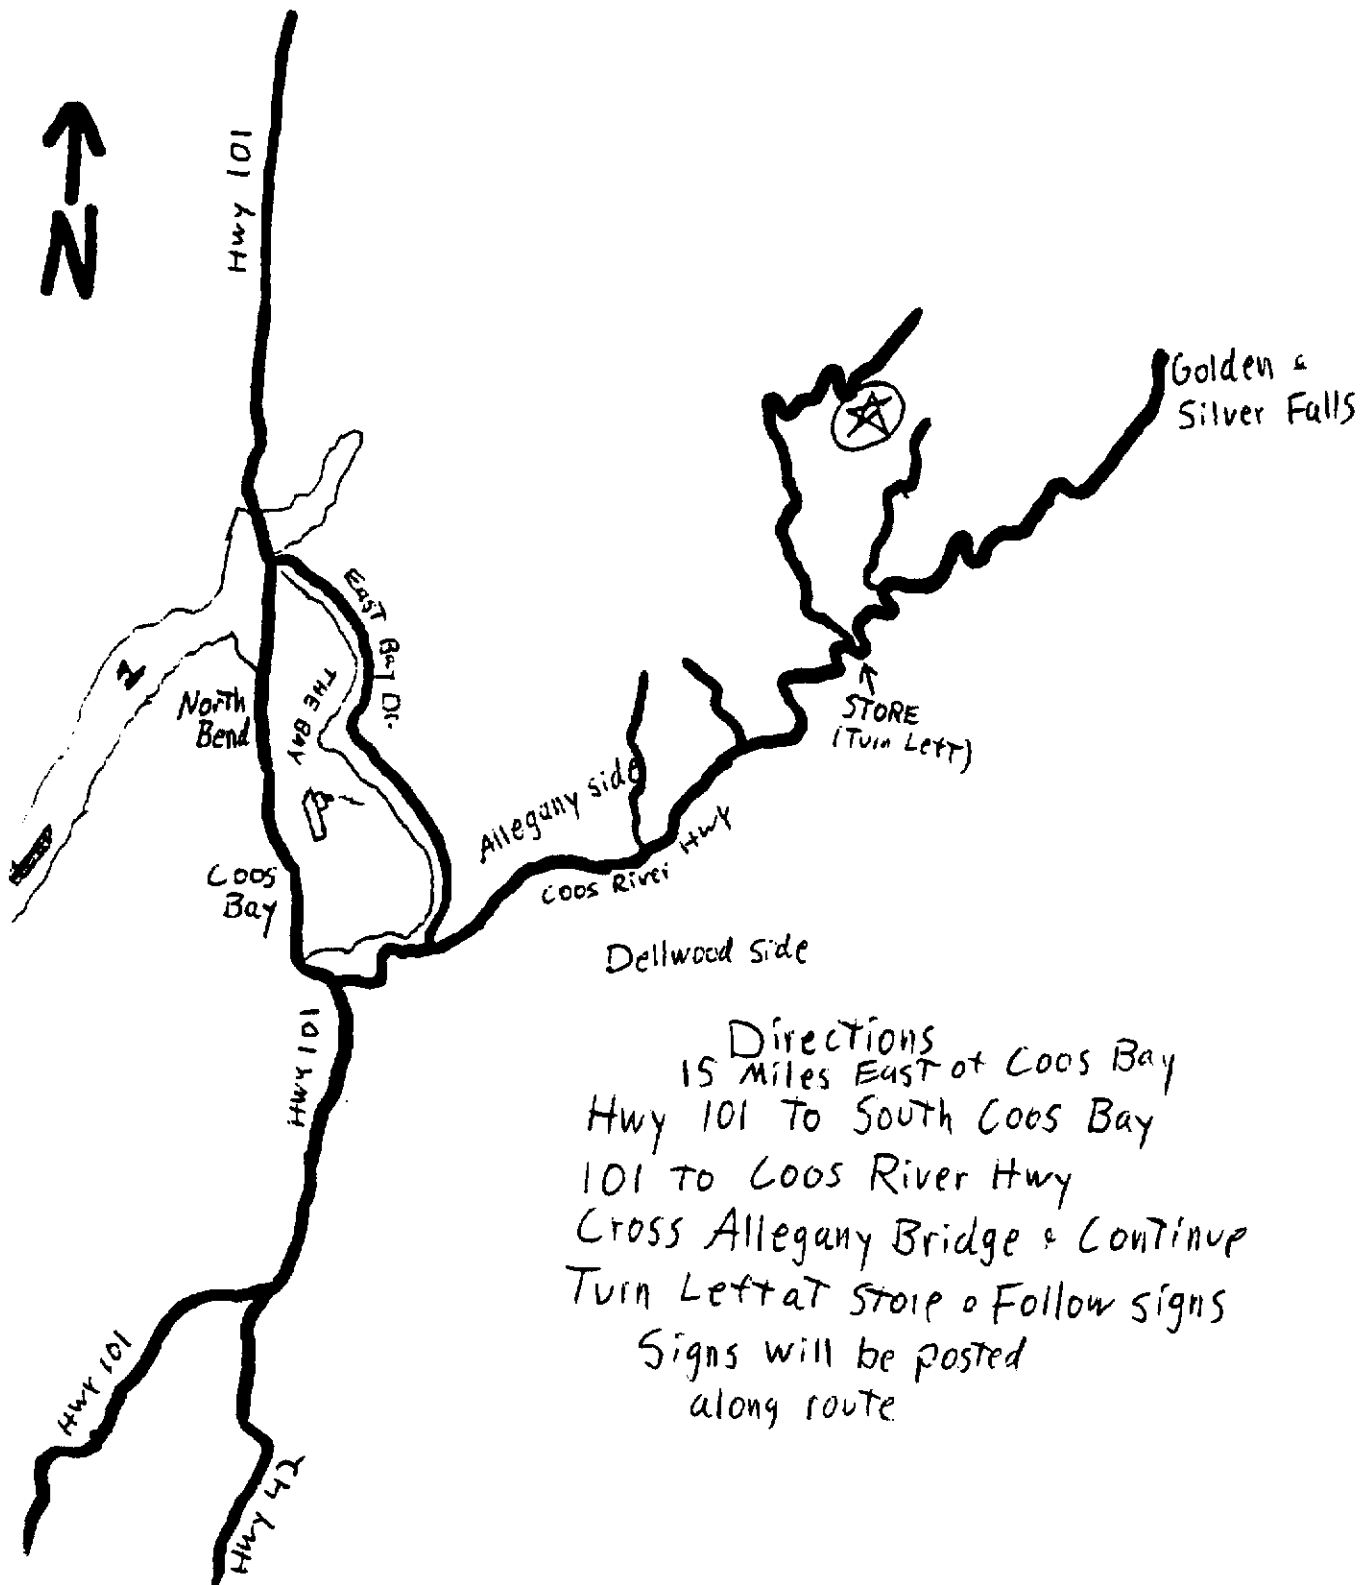 N
Hwy 101
Golden &
Silver Falls
East Bay Dr.
THE BAY
North
Bend
STORE
(Turn Left)
Allegany side
Coos River Hwy
Coos
Bay
Dellwood side
Hwy 101
Directions
15 Miles East of Coos Bay
Hwy 101 To South Coos Bay
101 To Coos River Hwy
Cross Allegany Bridge & Continue
Turn Left at Store & Follow signs
Signs will be posted
along route
Hwy 101
Hwy 42